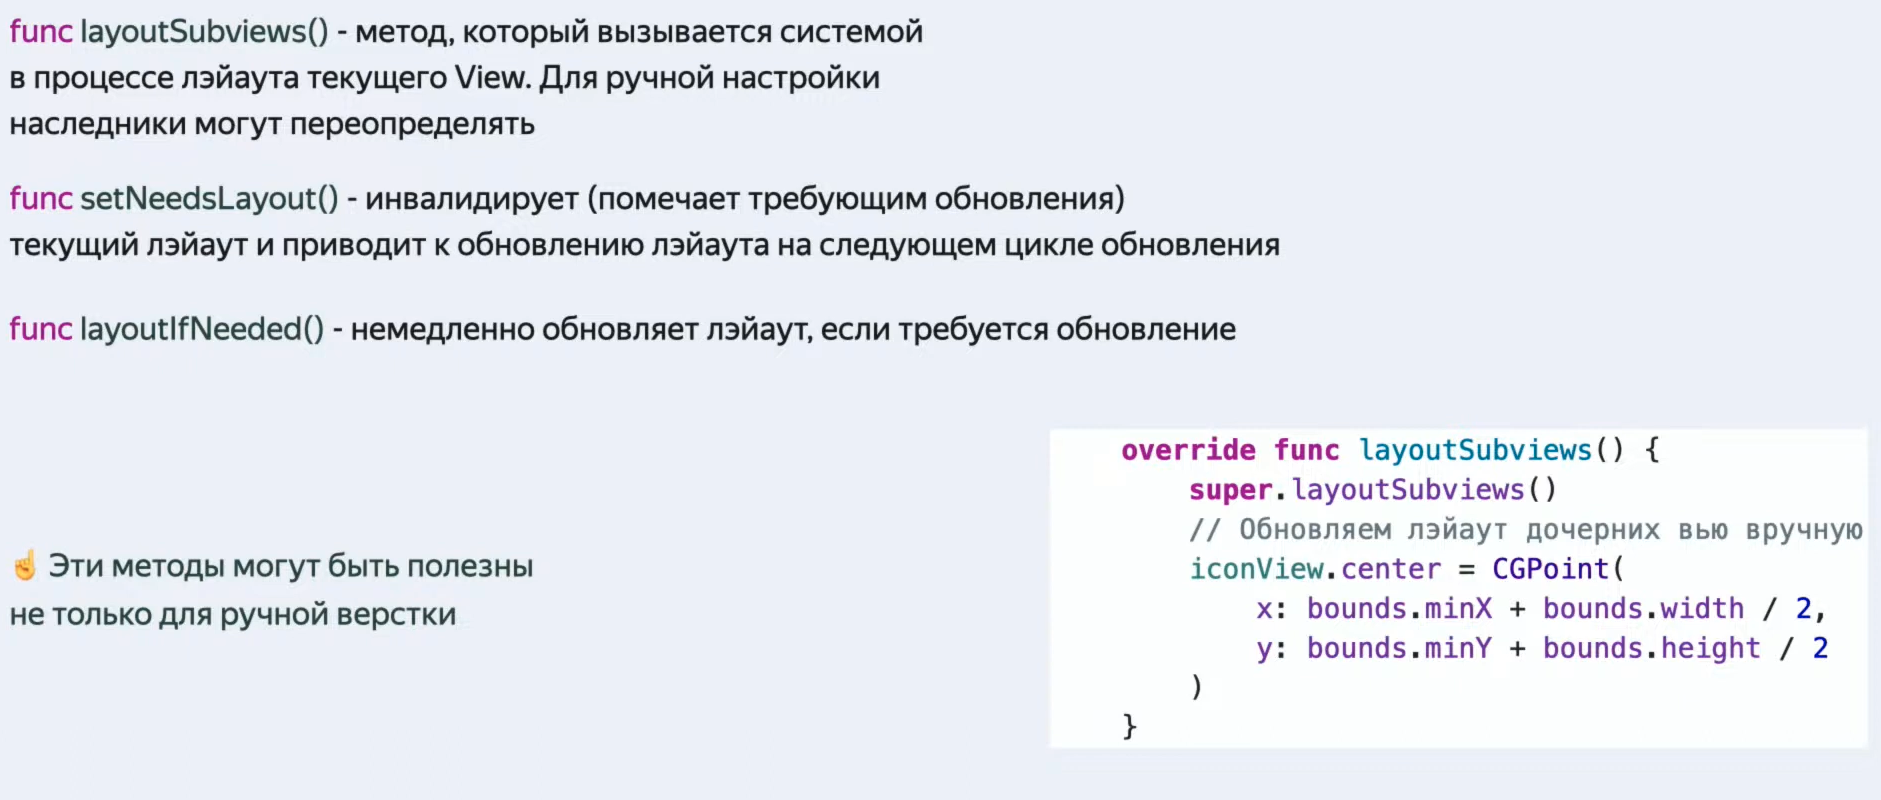 func layoutSubviews() - метод, который вызывается системой
в процессе лэйаута текущего View. Для ручной настройки
наследники могут переопределять
func setNeedsLayout() - инвалидирует (помечает требующим обновления)
текущий лэйаут и приводит к обновлению лэйаута на следующем цикле обновления
func layoutIfNeeded() - немедленно обновляет лэйаут, если требуется обновление
☝ Эти методы могут быть полезны
не только для ручной верстки
override func layoutSubviews() {
super.layoutSubviews()
// Обновляем лэйаут дочерних вью вручную
iconView.center = CGPoint(
x: bounds.minX + bounds.width / 2,
y: bounds.minY + bounds.height / 2
)
}